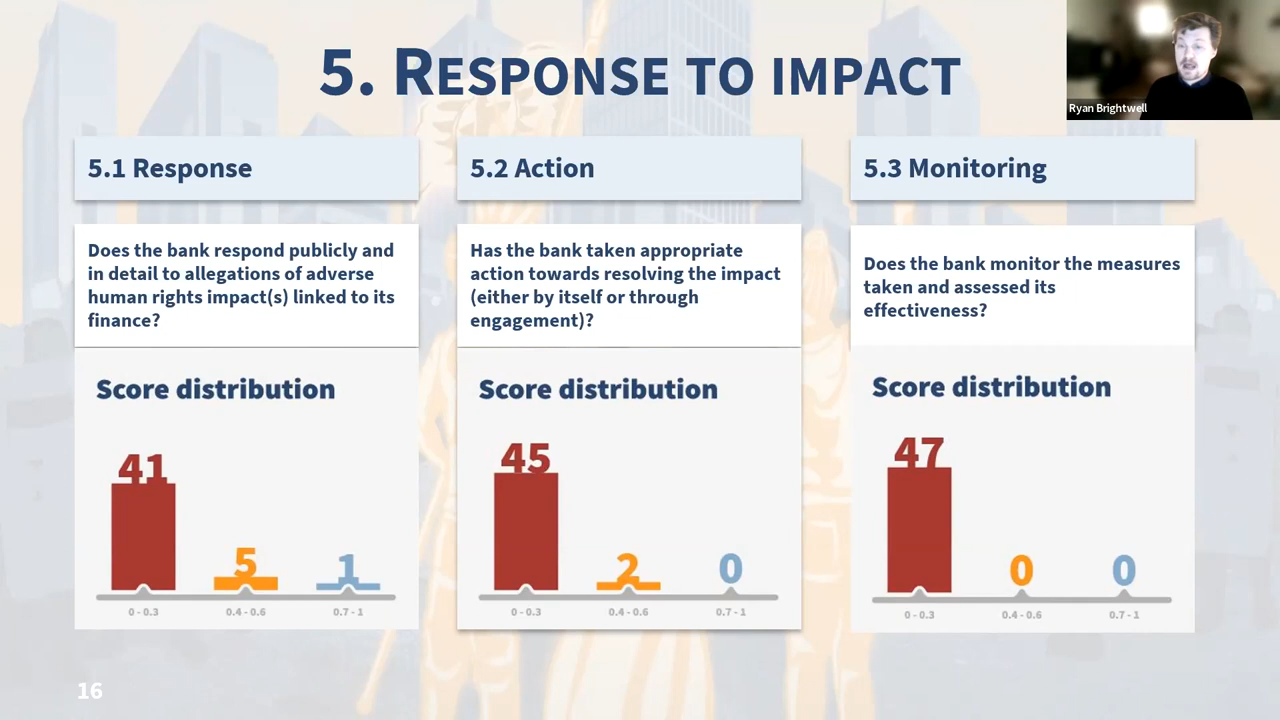 5. RESPONSE TO IMPACT
Ryan Brightwell
5.1 Response
Does the bank respond publicly and
in detail to allegations of adverse
human rights impact(s) linked to its
finance?
Score distribution
41
5
1
0 - 0.3
0.4 - 0.6
0.7 - 1
5.2 Action
Has the bank taken appropriate
action towards resolving the impact
(either by itself or through
engagement)?
Score distribution
45
2
0
0 - 0.3
0.4 - 0.6
0.7 - 1
5.3 Monitoring
Does the bank monitor the measures
taken and assessed its
effectiveness?
Score distribution
47
0
0
0 - 0.3
0.4 - 0.6
0.7 - 1
16